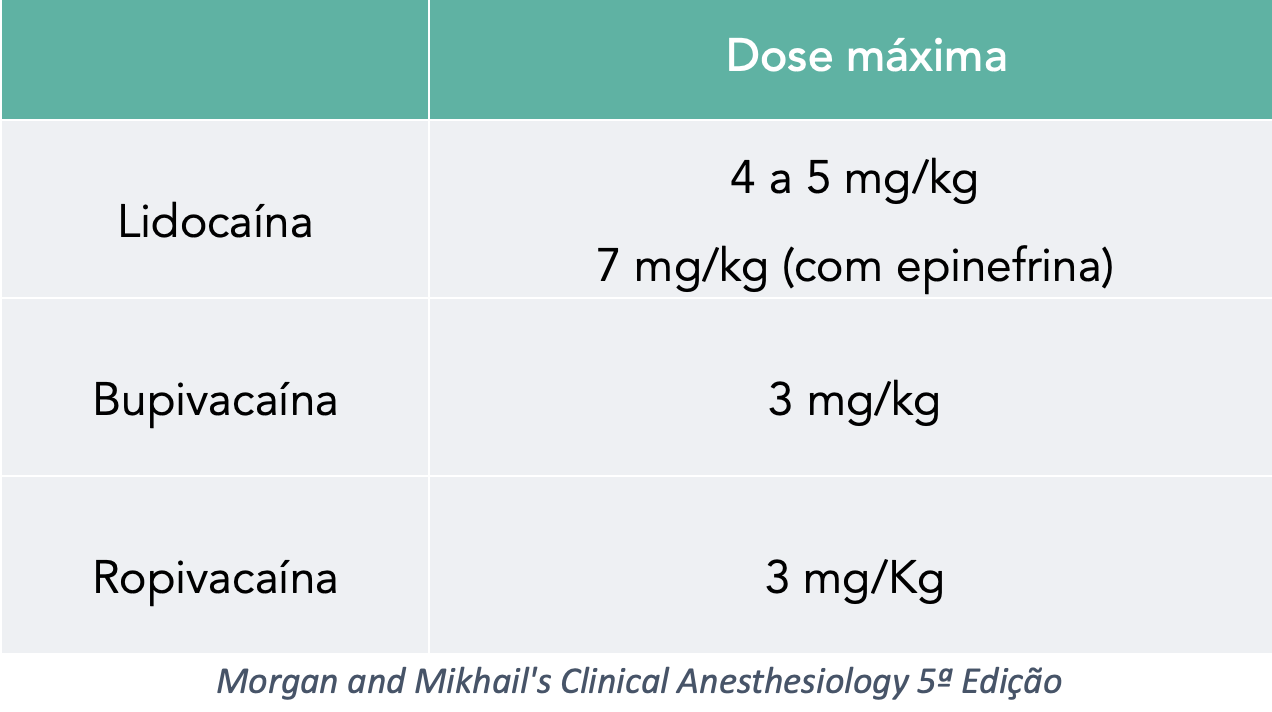 Dose máxima
4 a 5 mg/kg
Lidocaína
7 mg/kg (com epinefrina)
Bupivacaína 3 mg/kg
Ropivacaína 3 mg/Kg
Morgan and Mikhail's Clinical Anesthesiology 5ª Edição